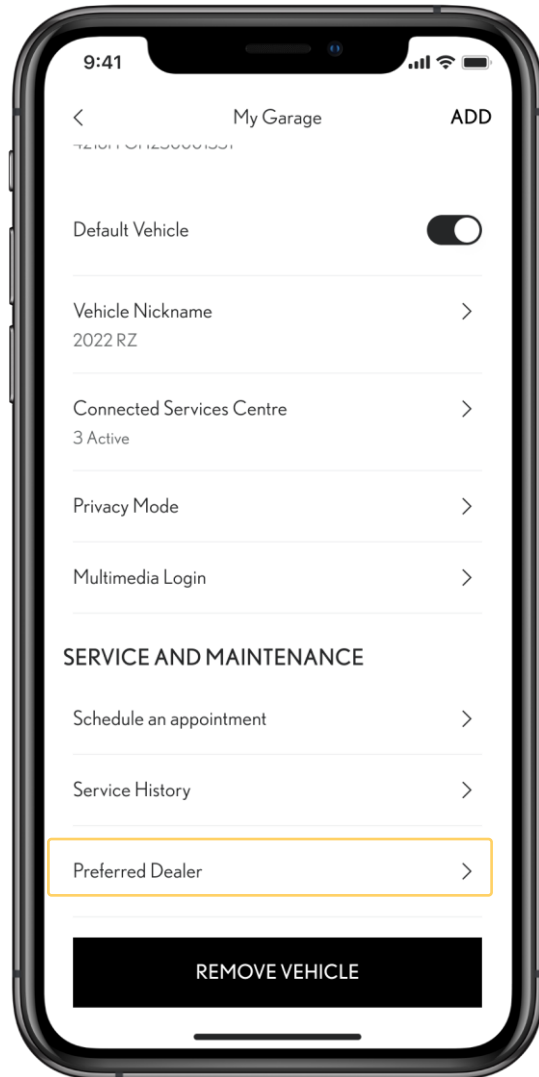 9:41
My Garage
ADD
Default Vehicle
Vehicle Nickname
2022 RZ
Connected Services Centre
3 Active
Privacy Mode
Multimedia Login
SERVICE AND MAINTENANCE
Schedule an appointment
Service History
Preferred Dealer
REMOVE VEHICLE